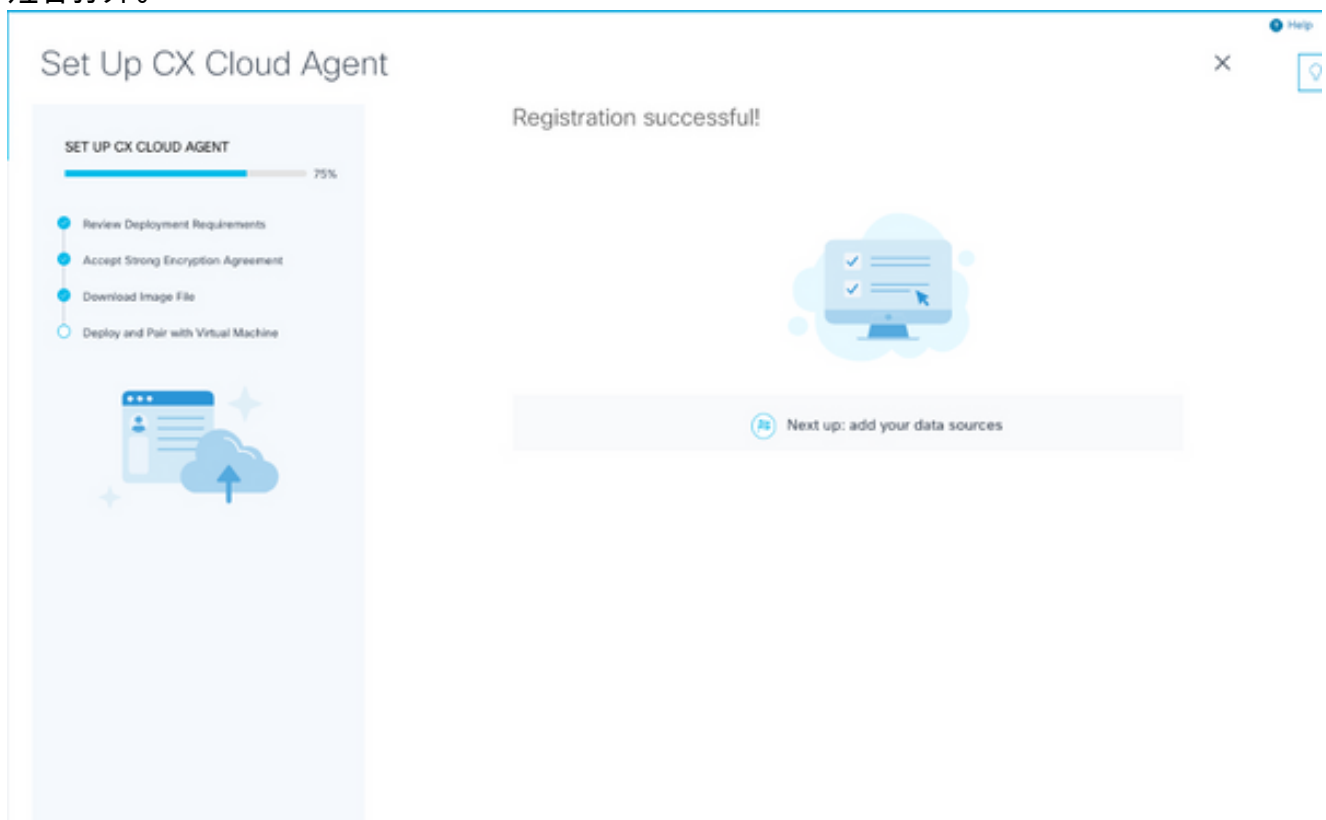 Help
Set Up CX Cloud Agent
Registration successful!
SET UP CX CLOUD AGENT
75%
Review Deployment Requirements
Accept Strong Encryption Agreement
Download Image File
Deploy and Pair with Virtual Machine
Next up: add your data sources